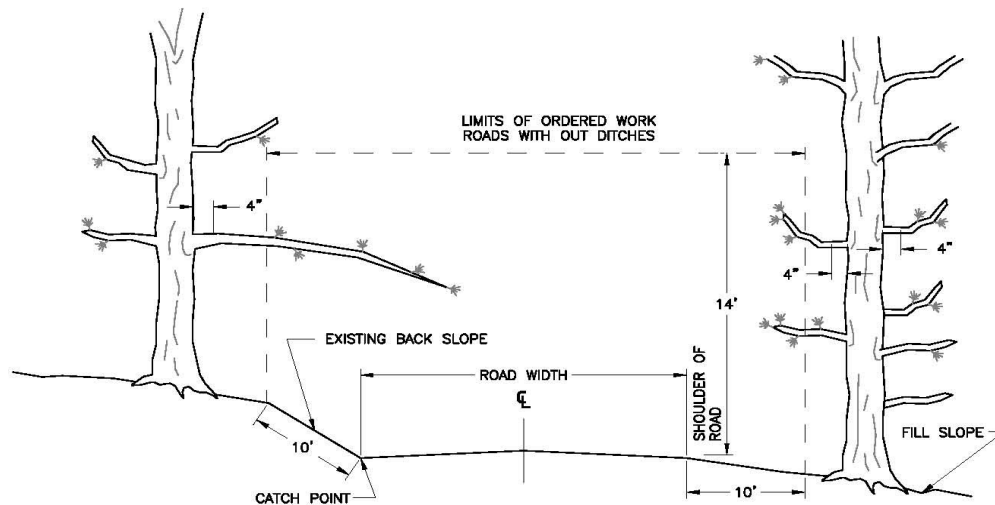 LIMITS OF ORDERED WORK
ROADS WITH OUT DITCHES
4"
4"
4"
14'
EXISTING BACK SLOPE
ROAD WIDTH
℄
SHOULDER OF
ROAD
FILL SLOPE
10'
CATCH POINT
10'